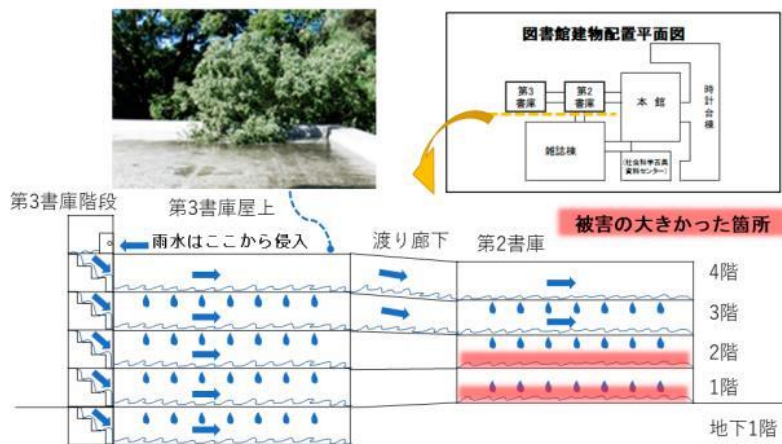 図書館建物配置平面図
第3
書庫
第2
書庫
本 館
時計台棟
雑誌棟
(社会科学古典
資料センター)
第3書庫階段
第3書庫屋上
雨水はここから侵入
渡り廊下
第2書庫
被害の大きかった箇所
4階
3階
2階
1階
地下1階